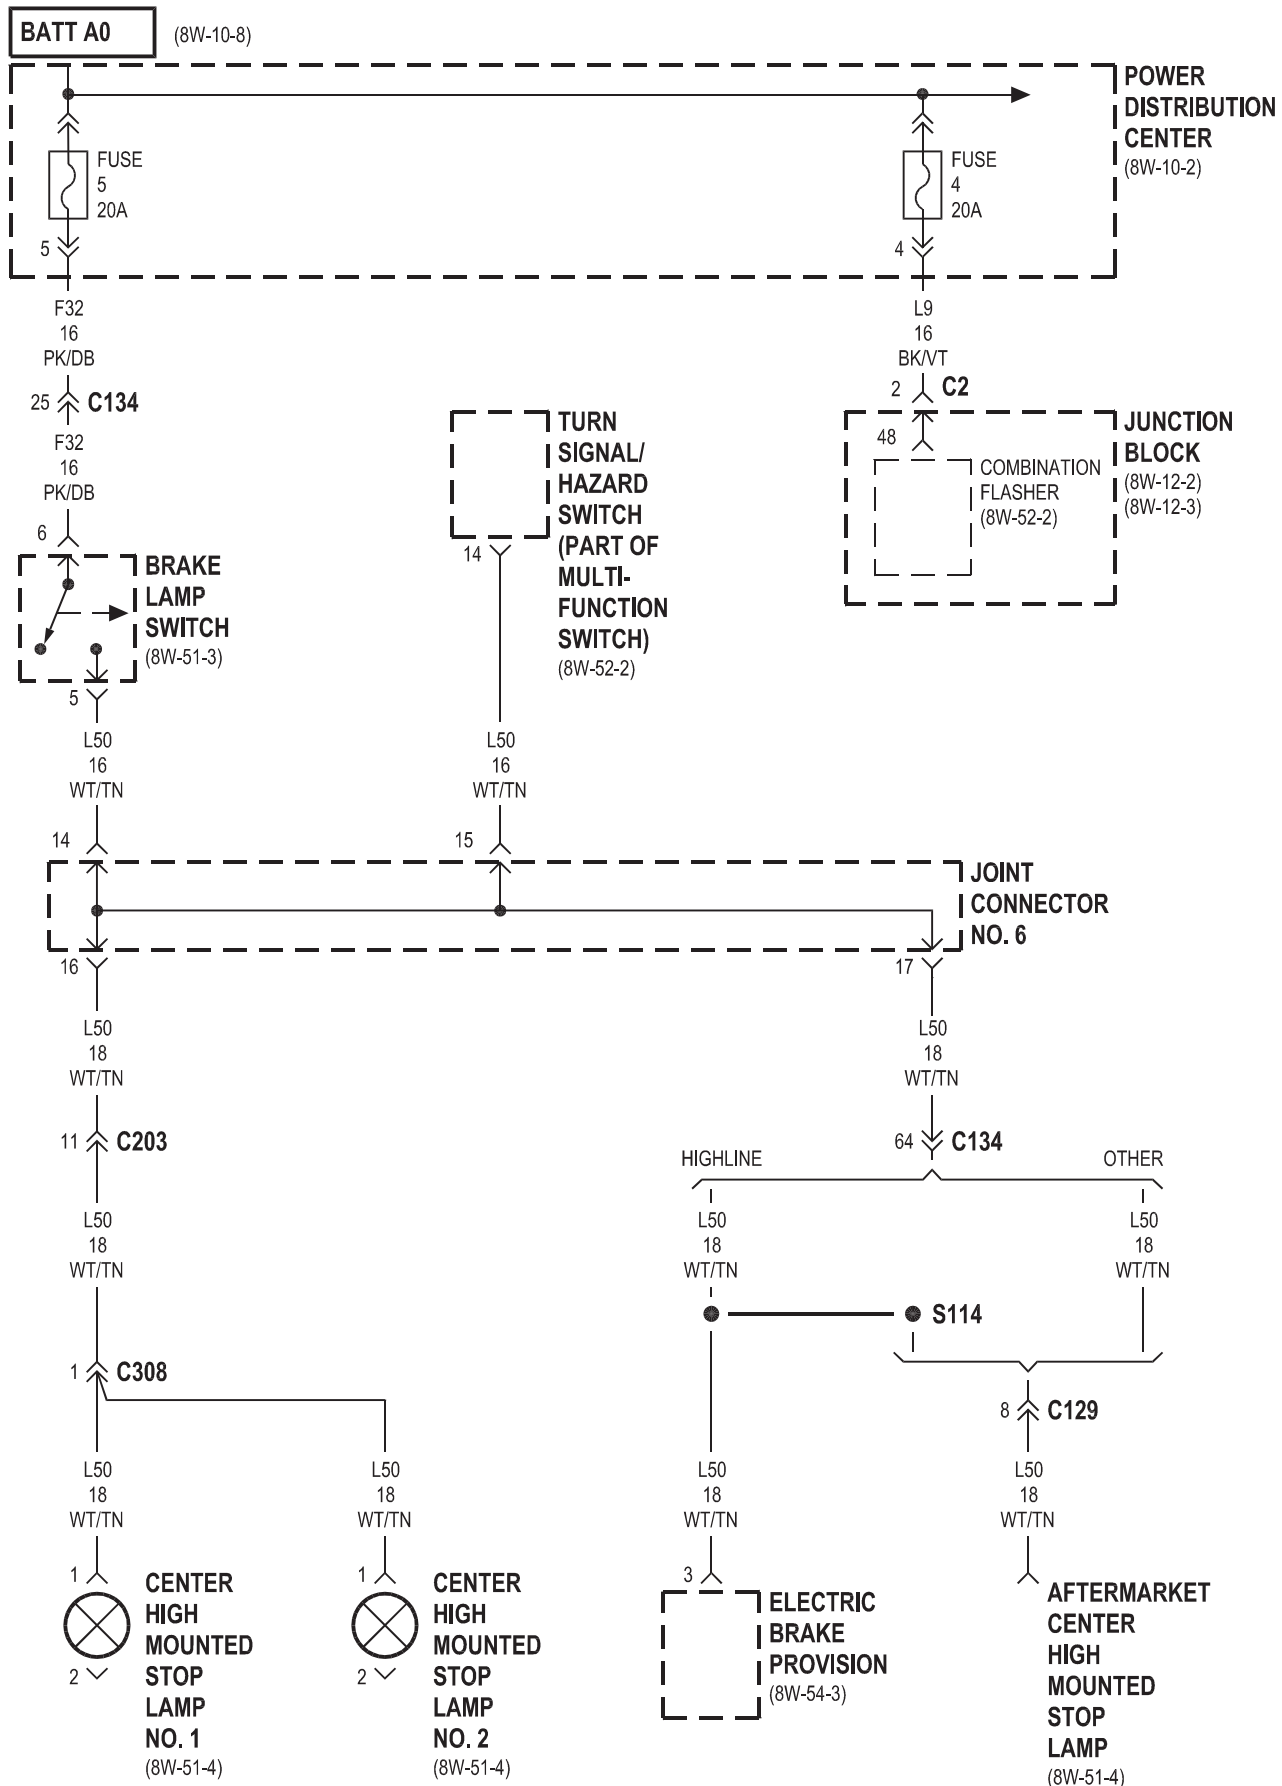 BATT A0
(8W-10-8)
POWER
DISTRIBUTION
CENTER
(8W-10-2)
FUSE
5
20A
FUSE
4
20A
5
4
F32
16
PK/DB
L9
16
BK/VT
25
C134
2
C2
F32
16
PK/DB
TURN
SIGNAL/
HAZARD
SWITCH
(PART OF
MULTI-
FUNCTION
SWITCH)
(8W-52-2)
48
COMBINATION
FLASHER
(8W-52-2)
JUNCTION
BLOCK
(8W-12-2)
(8W-12-3)
6
BRAKE
LAMP
SWITCH
(8W-51-3)
14
5
L50
16
WT/TN
L50
16
WT/TN
14
15
JOINT
CONNECTOR
NO. 6
16
17
L50
18
WT/TN
L50
18
WT/TN
11
C203
64
C134
HIGHLINE
OTHER
L50
18
WT/TN
L50
18
WT/TN
L50
18
WT/TN
S114
1
C308
8
C129
L50
18
WT/TN
L50
18
WT/TN
L50
18
WT/TN
L50
18
WT/TN
1
2
CENTER
HIGH
MOUNTED
STOP
LAMP
NO. 1
(8W-51-4)
1
2
CENTER
HIGH
MOUNTED
STOP
LAMP
NO. 2
(8W-51-4)
3
ELECTRIC
BRAKE
PROVISION
(8W-54-3)
AFTERMARKET
CENTER
HIGH
MOUNTED
STOP
LAMP
(8W-51-4)